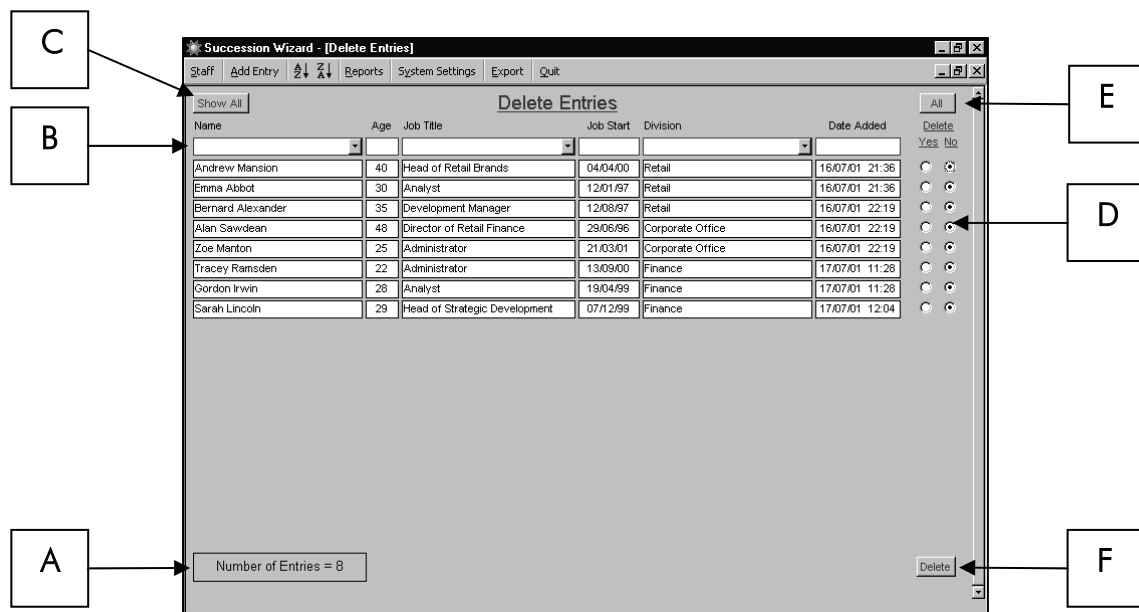 C
Succession Wizard - [Delete Entries]
Staff Add Entry A Z Z A Reports System Settings Export Quit
Show All Delete Entries All
E
B
Name Age Job Title Job Start Division Date Added Delete
Yes No
Andrew Mansion 40 Head of Retail Brands 04/04/00 Retail 16/07/01 21:36
Emma Abbot 30 Analyst 12/01/97 Retail 16/07/01 21:36
Bernard Alexander 35 Development Manager 12/08/97 Retail 16/07/01 22:19
D
Alan Sawdean 48 Director of Retail Finance 29/06/96 Corporate Office 16/07/01 22:19
Zoe Manton 25 Administrator 21/03/01 Corporate Office 16/07/01 22:19
Tracey Ramsden 22 Administrator 13/09/00 Finance 17/07/01 11:28
Gordon Irwin 28 Analyst 19/04/99 Finance 17/07/01 11:28
Sarah Lincoln 29 Head of Strategic Development 07/12/99 Finance 17/07/01 12:04
A
Number of Entries = 8
Delete
F